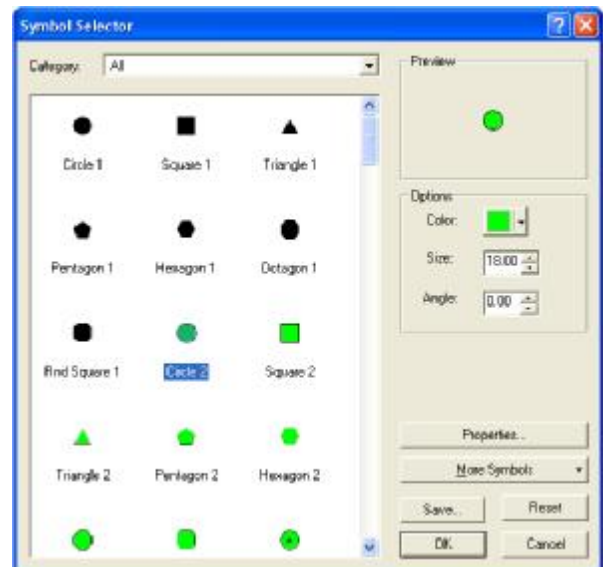 Symbol Selector
Category: All
Circle 1 Square 1 Triangle 1
Pentagon 1 Hexagon 1 Octagon 1
Rnd Square 1 Circle 2 Square 2
Triangle 2 Pentagon 2 Hexagon 2
Preview
Options
Color:
Size: 18.00
Angle: 0.00
Properties...
More Symbols
Save... Reset
OK Cancel